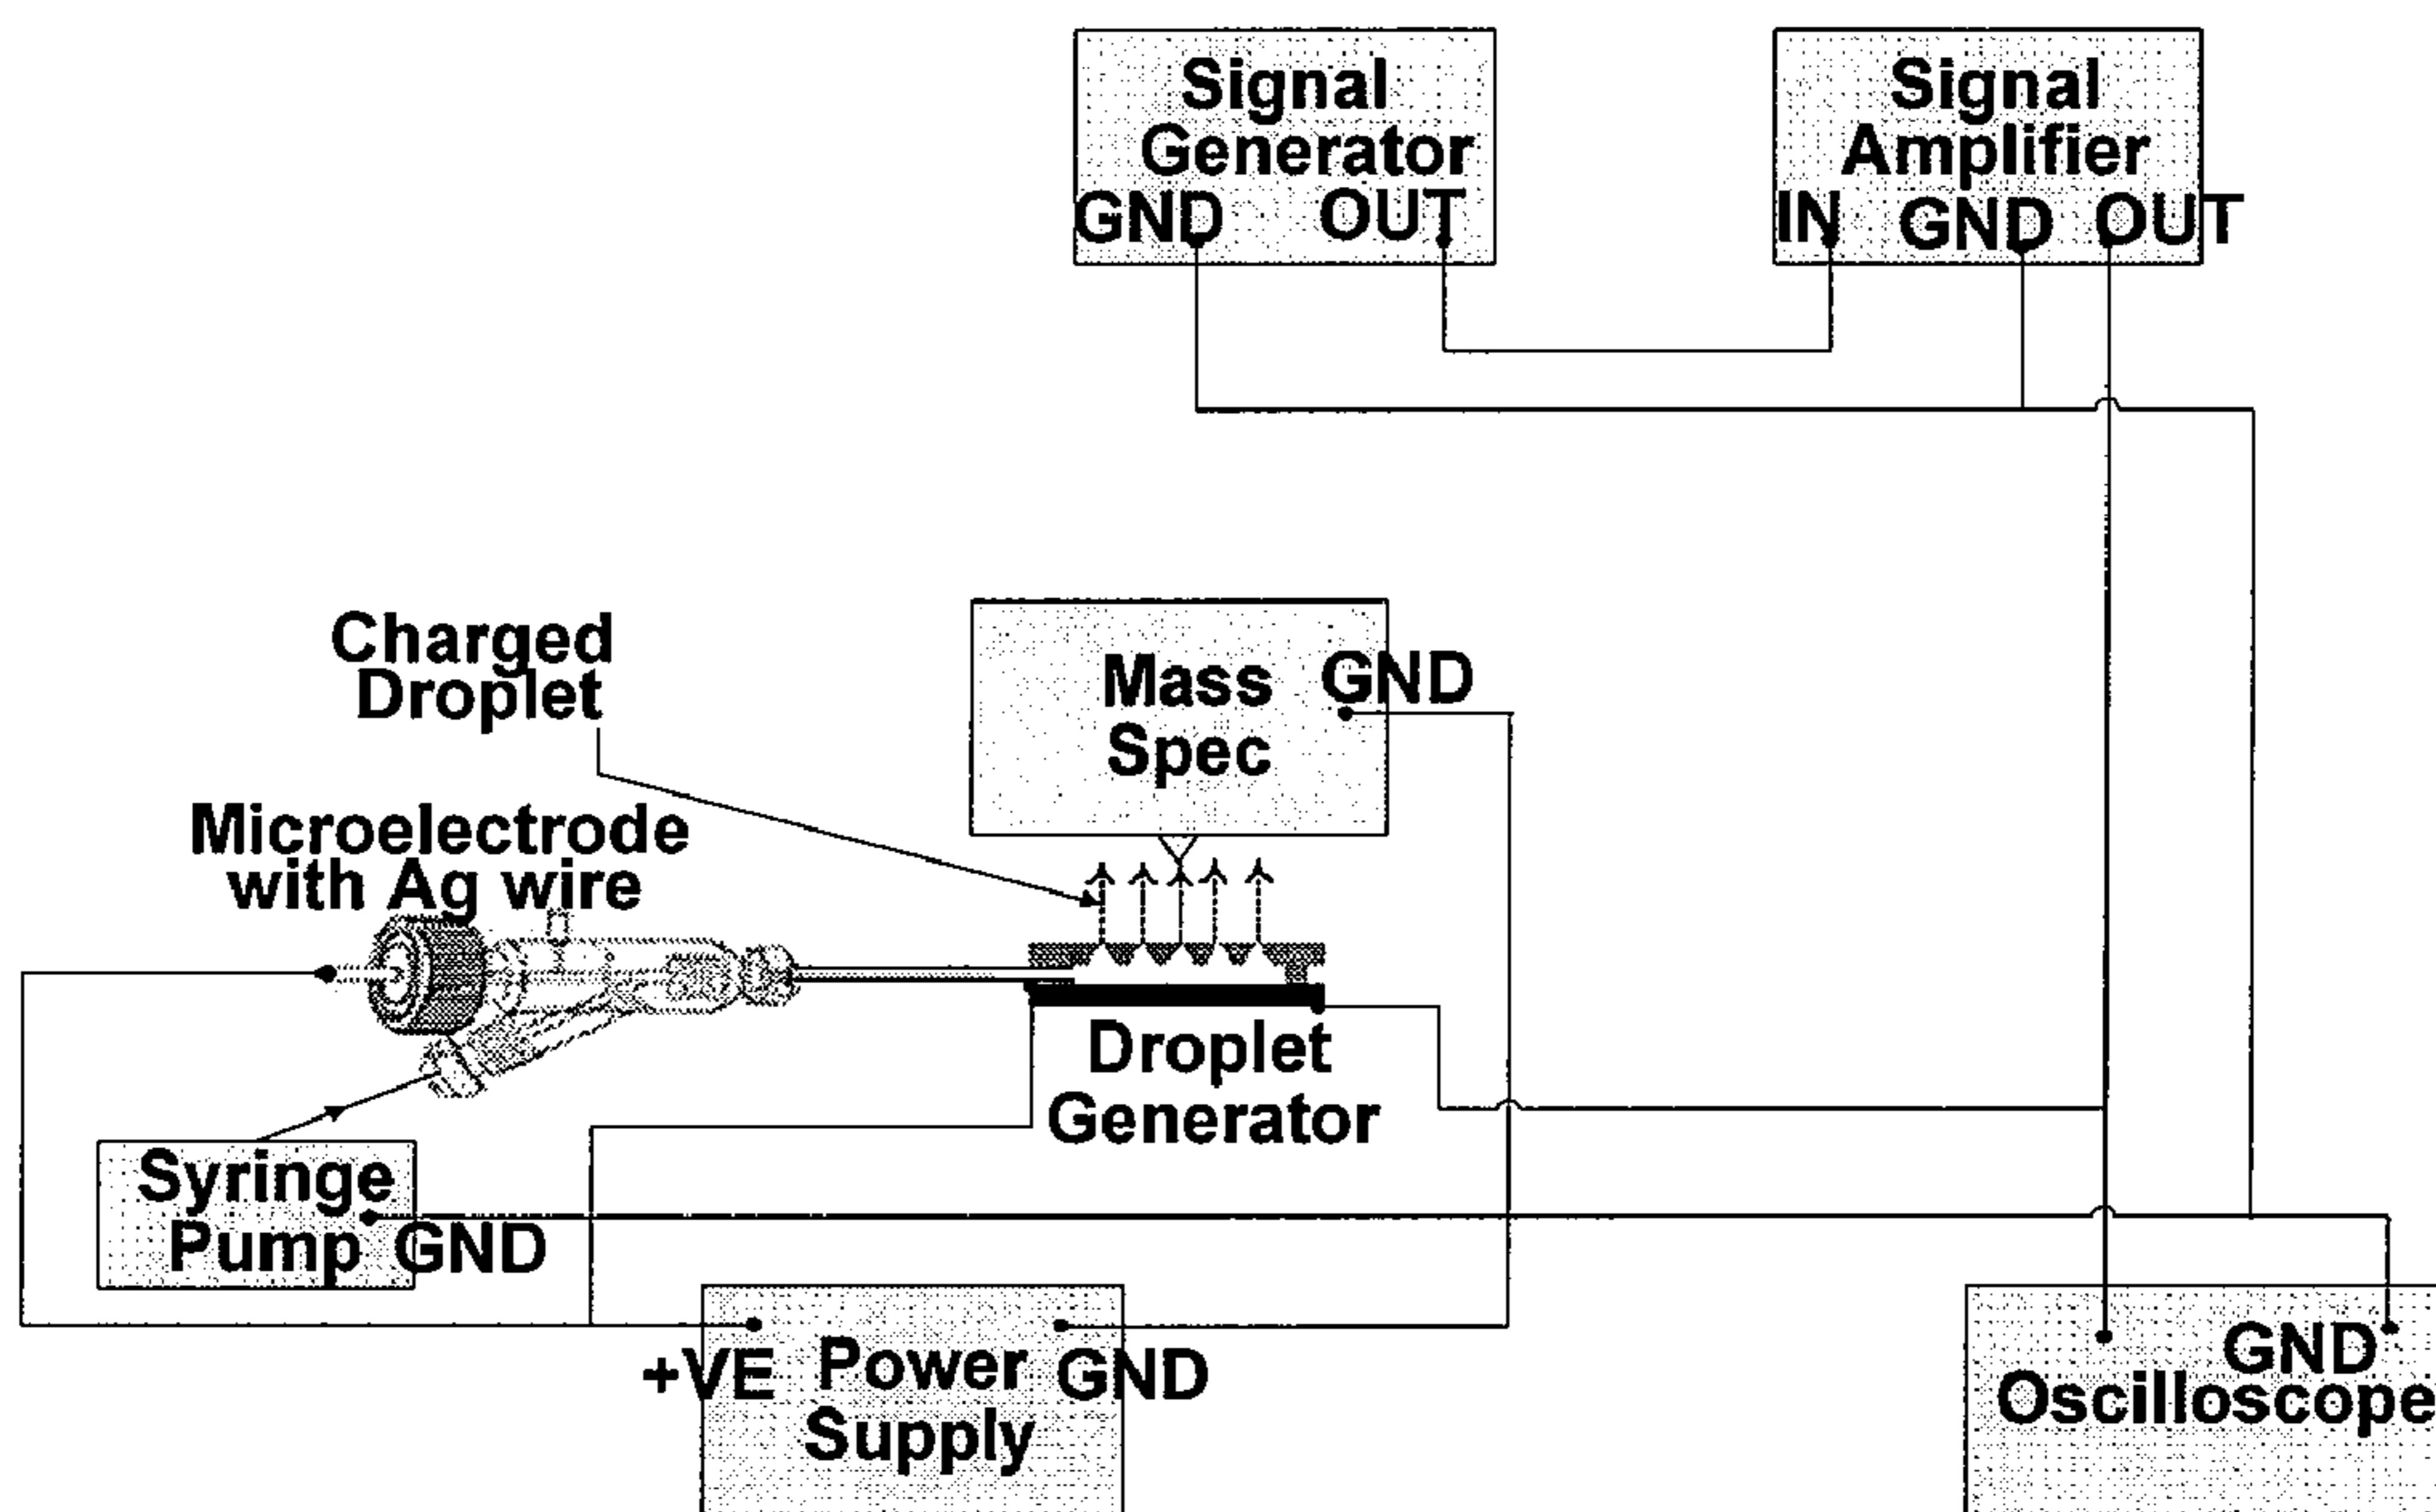 Signal
Generator
GND OUT
Signal
Amplifier
IN GND OUT
Charged
Droplet
Mass GND
Spec
Microelectrode
with Ag wire
Droplet
Generator
Syringe
Pump GND
+VE Power GND
Supply
GND
Oscilloscope